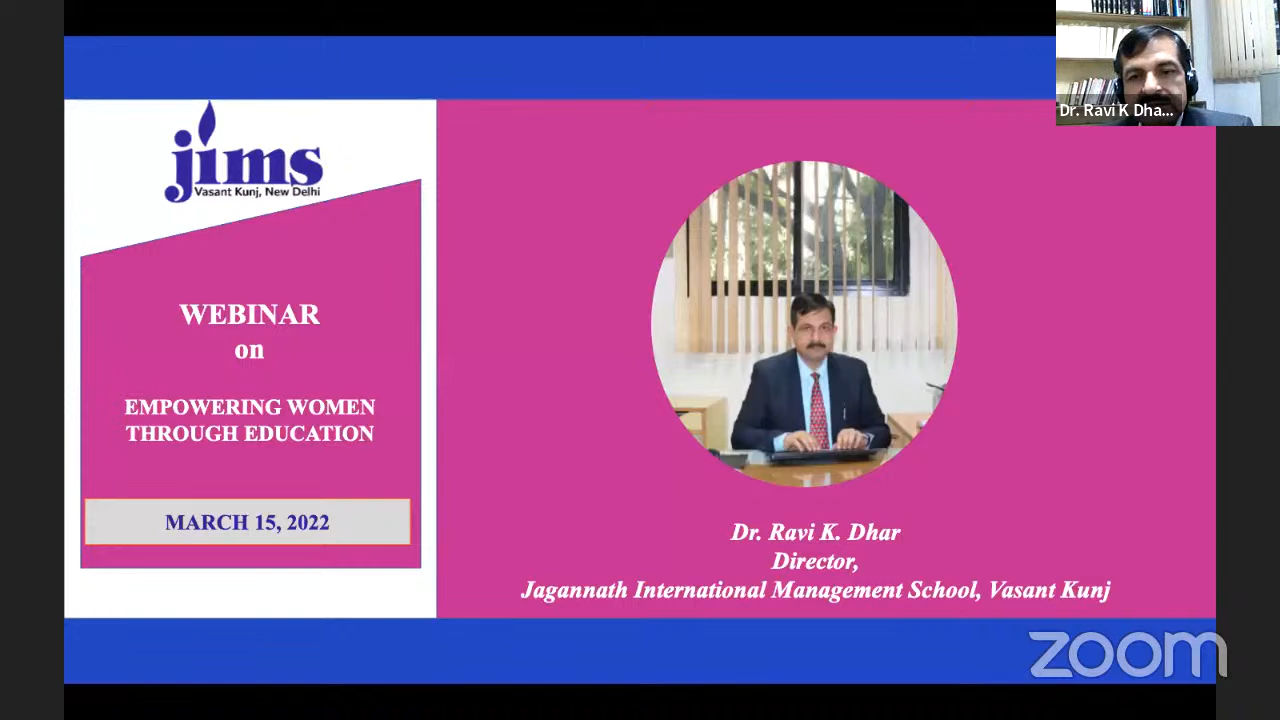 jims
Vasant Kunj, New Delhi
WEBINAR
on
EMPOWERING WOMEN
THROUGH EDUCATION
MARCH 15, 2022
Dr. Ravi K Dha...
Dr. Ravi K. Dhar
Director,
Jagannath International Management School, Vasant Kunj
zoom